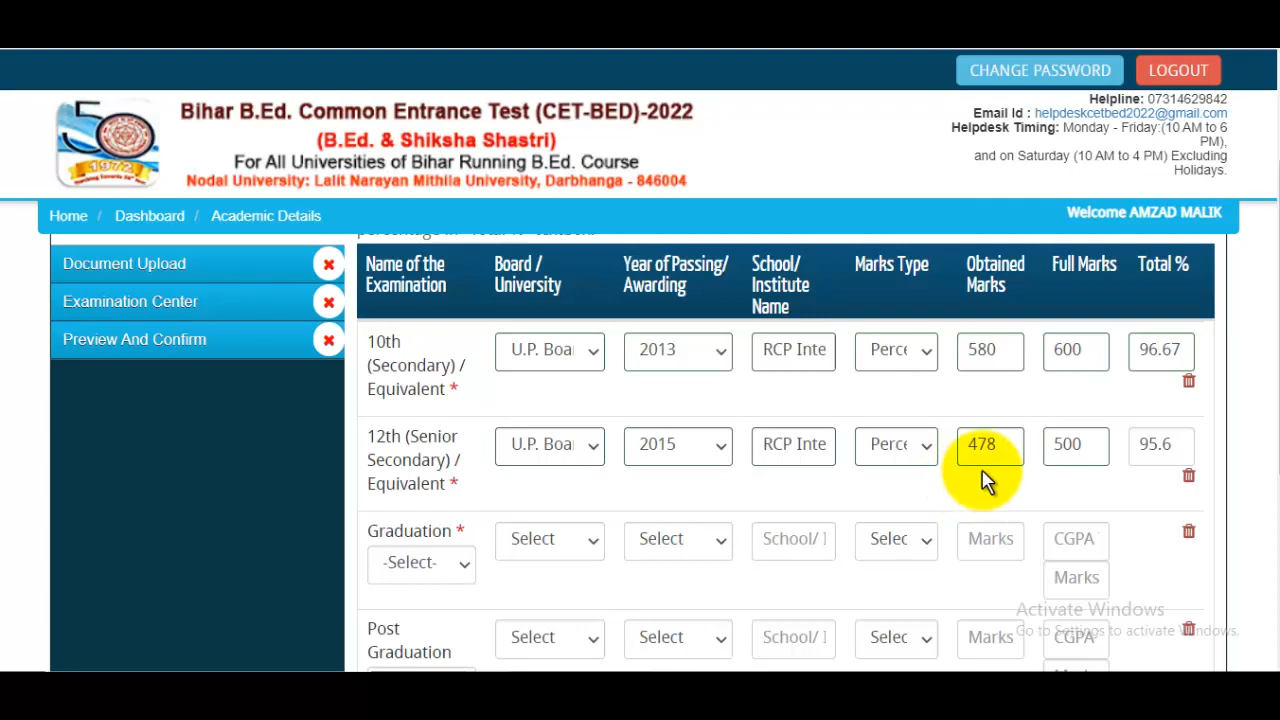 CHANGE PASSWORD
LOGOUT
Bihar B.Ed. Common Entrance Test (CET-BED)-2022
(B.Ed. & Shiksha Shastri)
For All Universities of Bihar Running B.Ed. Course
Nodal University: Lalit Narayan Mithila University, Darbhanga - 846004
Helpline: 07314629842
Email Id : helpdeskcetbed2022@gmail.com
Helpdesk Timing: Monday - Friday:(10 AM to 6
PM),
and on Saturday (10 AM to 4 PM) Excluding
Holidays.
50
1972
Home / Dashboard / Academic Details
Welcome AMZAD MALIK
Document Upload
Examination Center
Preview And Confirm
Name of the
Examination
Board /
University
Year of Passing/
Awarding
School/
Institute
Name
Marks Type
Obtained
Marks
Full Marks
Total %
10th
(Secondary) /
Equivalent *
U.P. Boa
2013
RCP Inte
Perce
580
600
96.67
12th (Senior
Secondary) /
Equivalent *
U.P. Boa
2015
RCP Inte
Perce
478
500
95.6
Graduation *
-Select-
Select
Select
School/ I
Selec
Marks
CGPA
Marks
Post
Graduation
Select
Select
School/ I
Selec
Marks
CGPA
Activate Windows
Go to Settings to activate Windows.